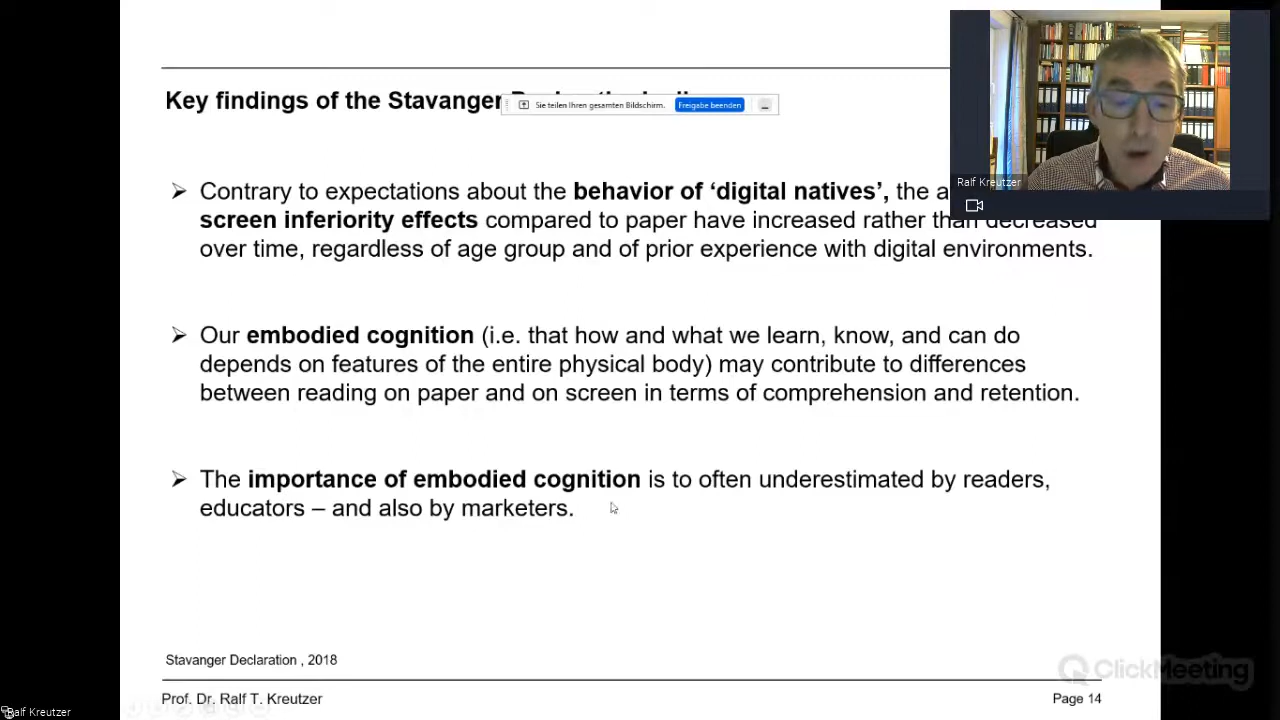 Key findings of the Stavanger
Sie teilen Ihren gesamten Bildschirm. Freigabe beenden
Contrary to expectations about the behavior of ‘digital natives’, the
screen inferiority effects compared to paper have increased rather than decreased
over time, regardless of age group and of prior experience with digital environments.
Our embodied cognition (i.e. that how and what we learn, know, and can do
depends on features of the entire physical body) may contribute to differences
between reading on paper and on screen in terms of comprehension and retention.
The importance of embodied cognition is to often underestimated by readers,
educators – and also by marketers.
Stavanger Declaration , 2018
Prof. Dr. Ralf T. Kreutzer
Page 14
Ralf Kreutzer
ClickMeeting
Ralf Kreutzer